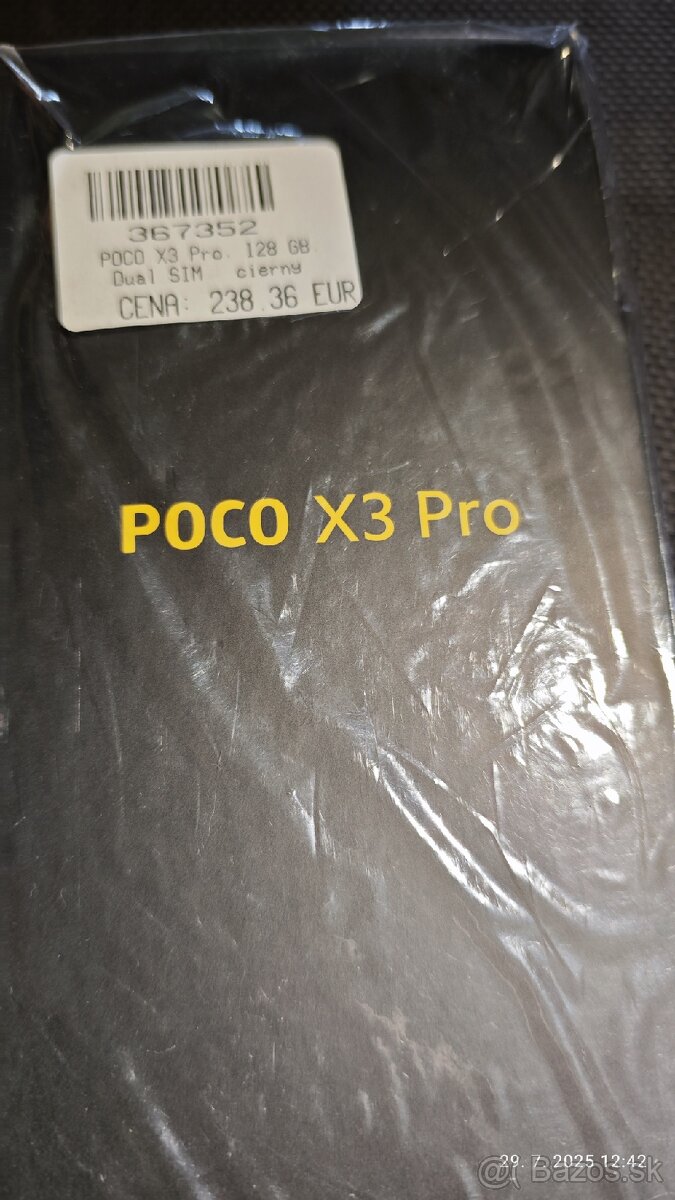 367352
POCO X3 Pro. 128 GB.
Dual SIM cierny
CENA: 238.36 EUR
POCO X3 Pro
29. 7. 2025 12:42
@ Bazos.sk